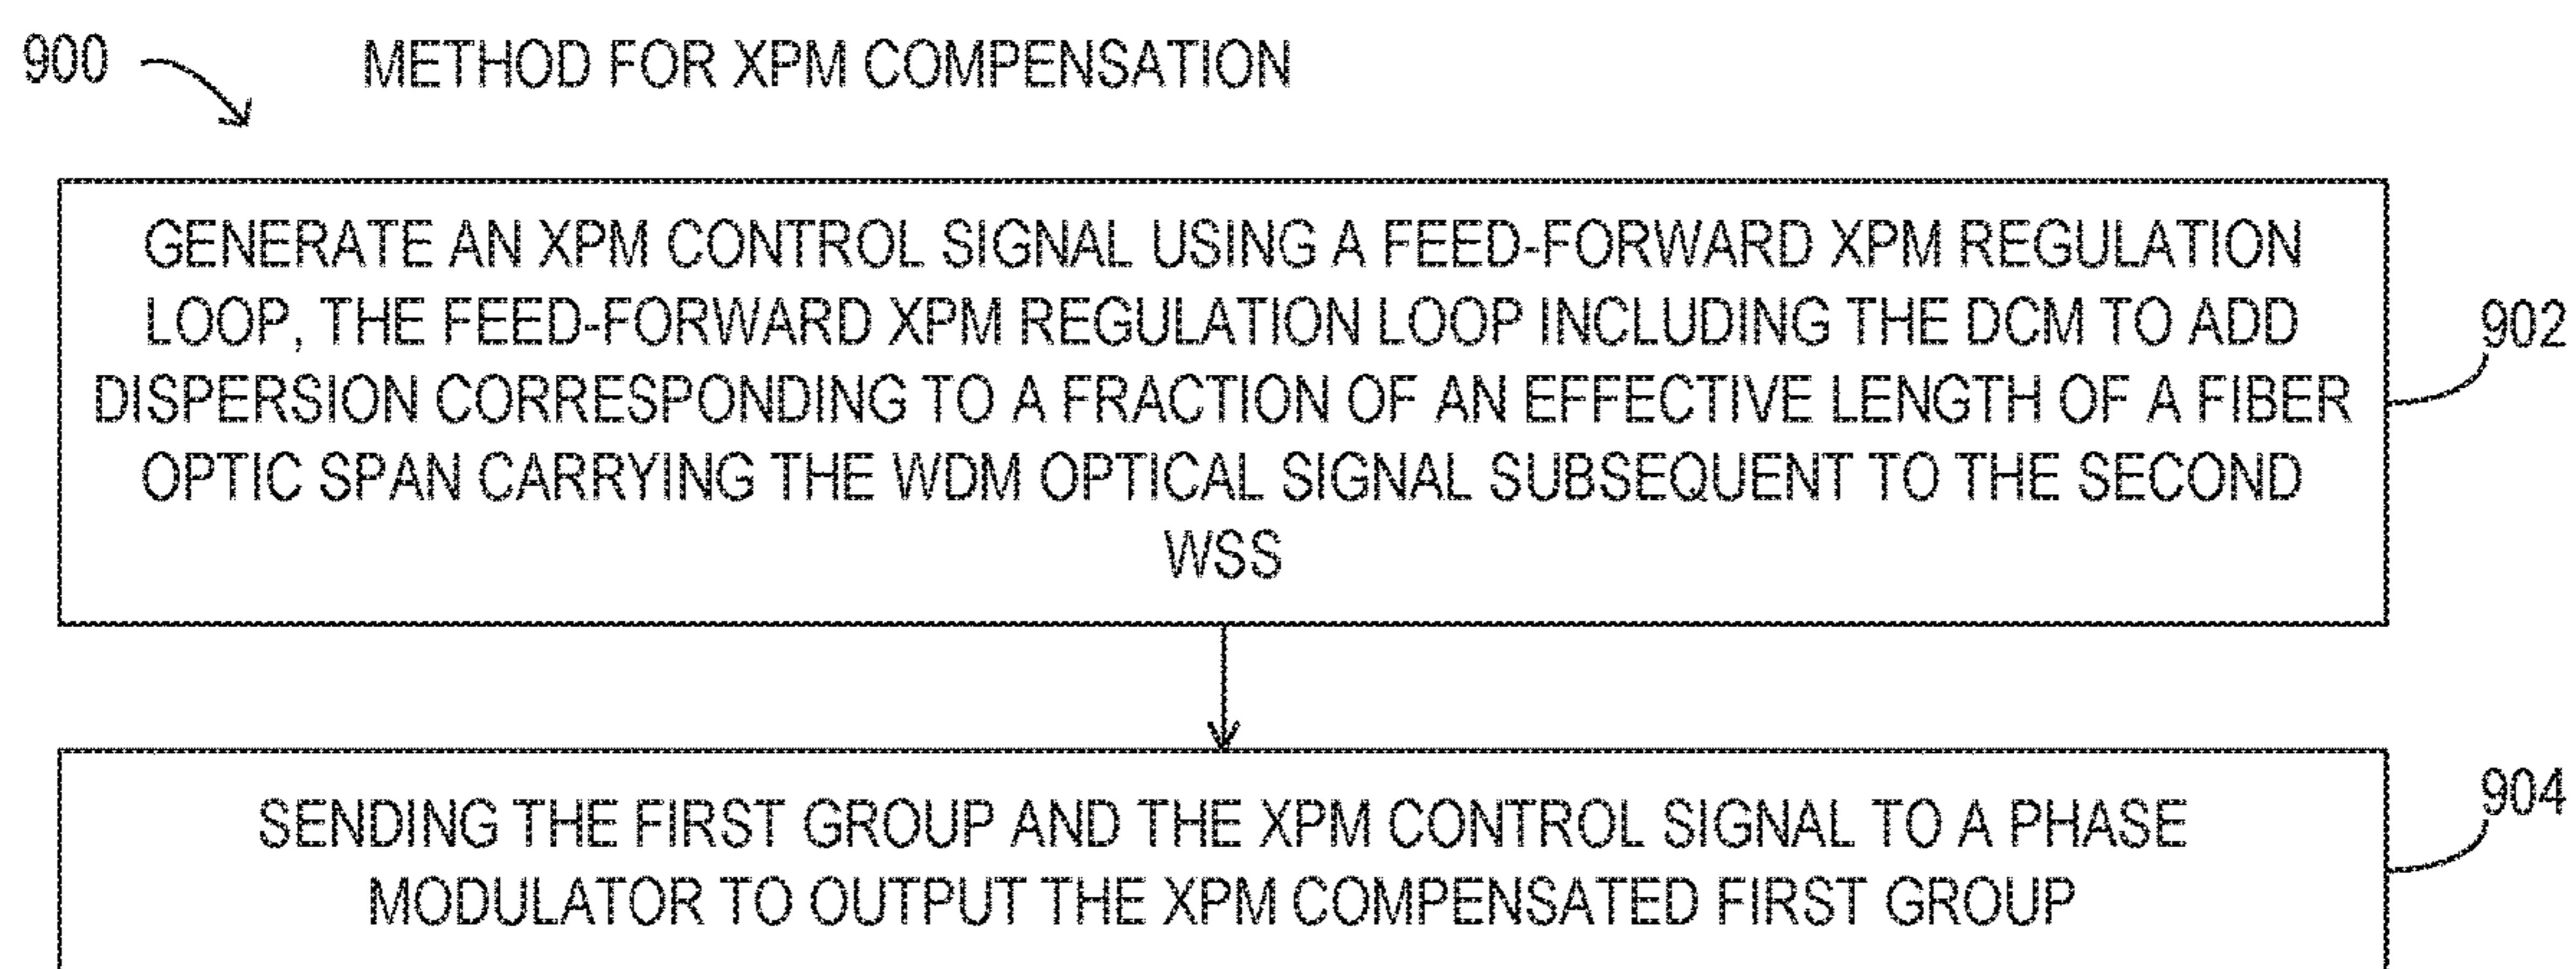 900
METHOD FOR XPM COMPENSATION
GENERATE AN XPM CONTROL SIGNAL USING A FEED-FORWARD XPM REGULATION
LOOP, THE FEED-FORWARD XPM REGULATION LOOP INCLUDING THE DCM TO ADD
DISPERSION CORRESPONDING TO A FRACTION OF AN EFFECTIVE LENGTH OF A FIBER
OPTIC SPAN CARRYING THE WDM OPTICAL SIGNAL SUBSEQUENT TO THE SECOND
WSS
902
SENDING THE FIRST GROUP AND THE XPM CONTROL SIGNAL TO A PHASE
MODULATOR TO OUTPUT THE XPM COMPENSATED FIRST GROUP
904